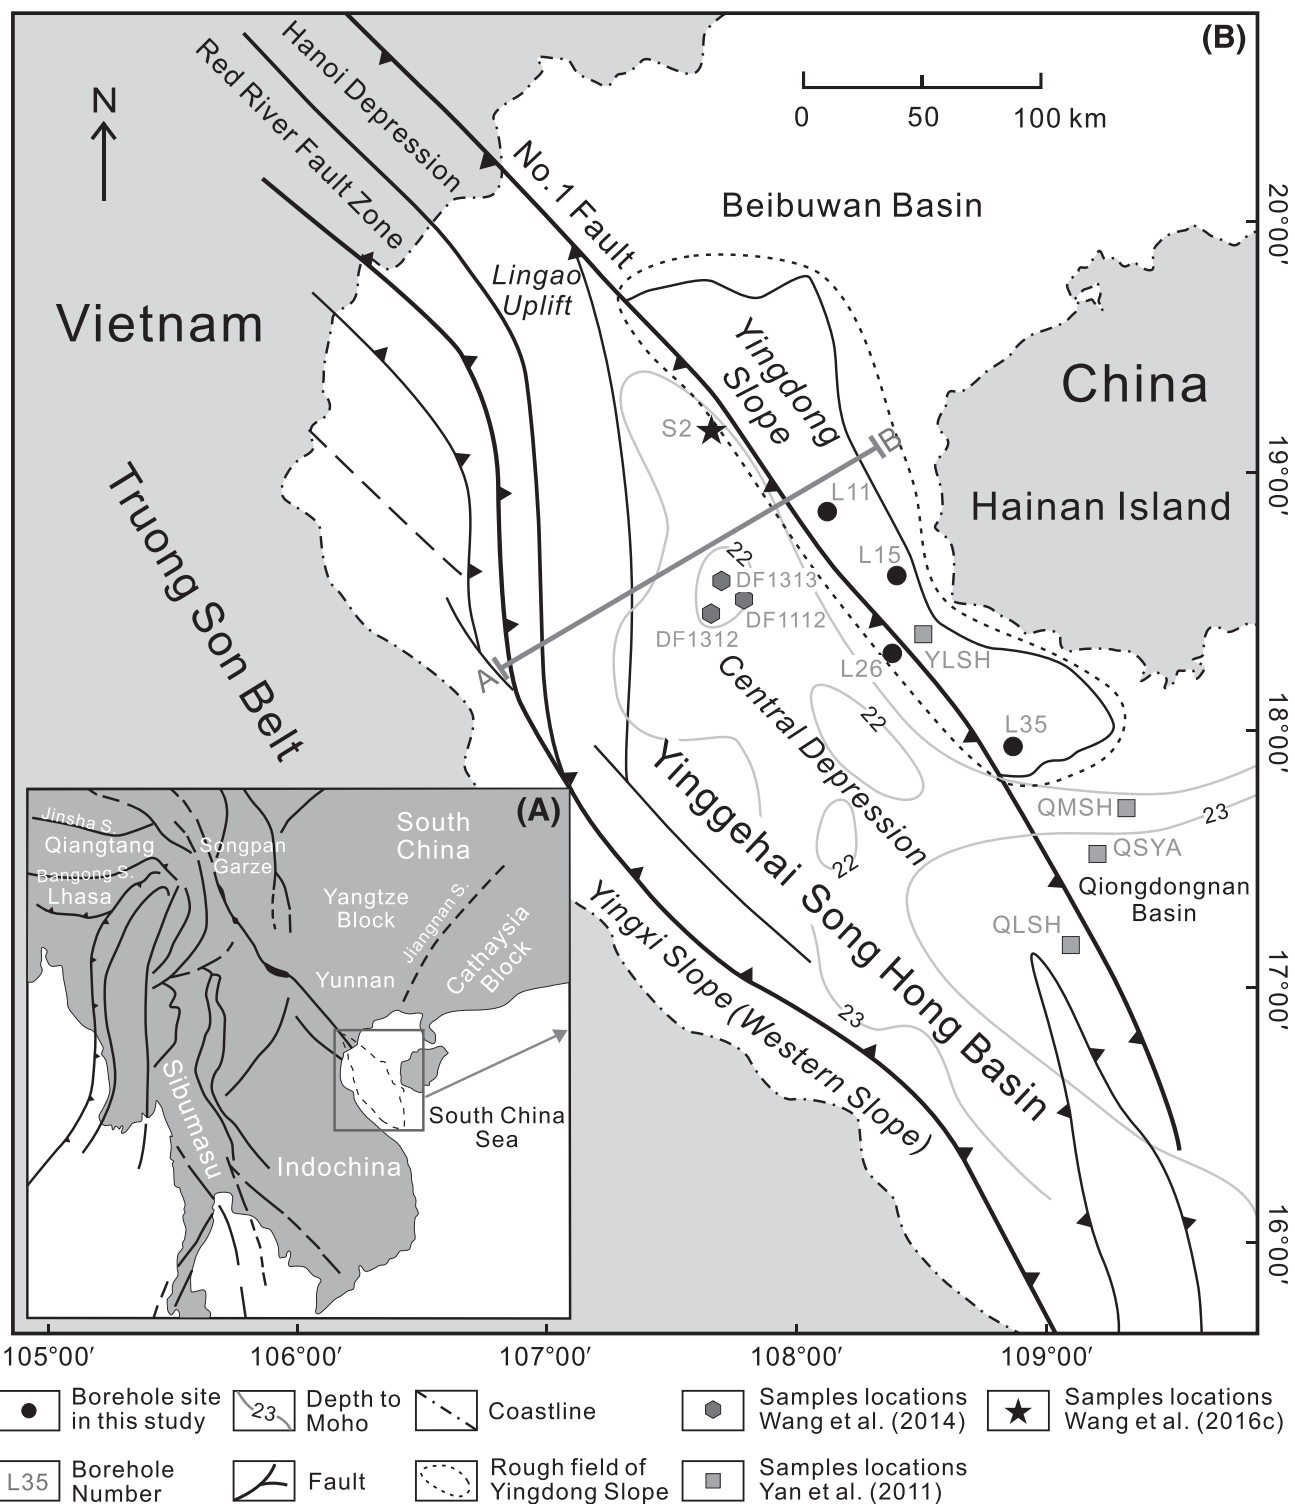 (B)
N
0
50
100 km
Hanoi Depression
Red River Fault Zone
No. 1 Fault
Beibuwan Basin
20°00′
Lingao
Uplift
Vietnam
Yingdong
Slope
China
S2
B
19°00′
L11
Hainan Island
Truong Son Belt
22
L15
DF1313
DF1112
DF1312
YLSH
L26
A
Central Depression
22
L35
18°00′
Yinggehai Song Hong Basin
QMSH
23
22
QSYA
Qiongdongnan
Basin
Yingxi Slope (Western Slope)
QLSH
17°00′
23
16°00′
(A)
Jinsha S.
Qiangtang
Songpan
Garze
South
China
Bangong S.
Lhasa
Yangtze
Block
Jiangnan S.
Cathaysia
Block
Yunnan
Sibumasu
South China
Sea
Indochina
105°00′
106°00′
107°00′
108°00′
109°00′
Borehole site
in this study
23
Depth to
Moho
Coastline
Samples locations
Wang et al. (2014)
Samples locations
Wang et al. (2016c)
L35
Borehole
Number
Fault
Rough field of
Yingdong Slope
Samples locations
Yan et al. (2011)